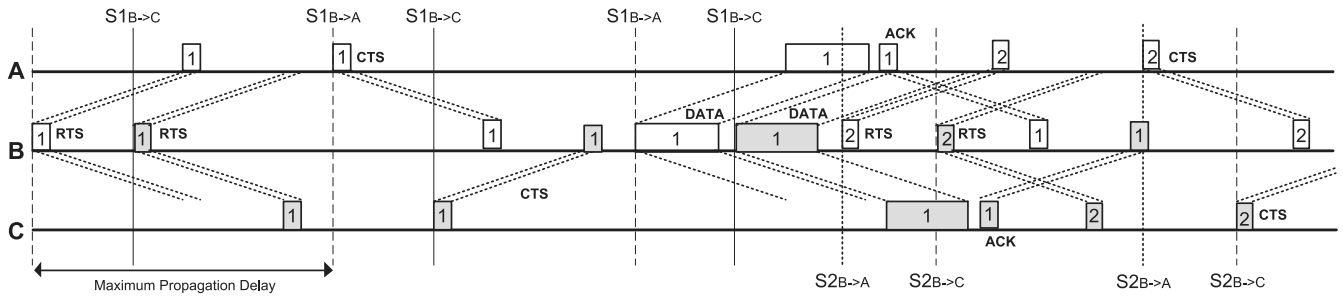 S1B->C S1B->A S1B->C S1B->A S1B->C
ACK
A 1 1 CTS 1 1 2 2 CTS
DATA DATA
B 1 RTS 1 RTS 1 1 1 1 2 RTS 2 RTS 1 1 2
CTS
C 1 1 1 1 2 2 CTS
ACK
Maximum Propagation Delay
S2B->A S2B->C S2B->A S2B->C